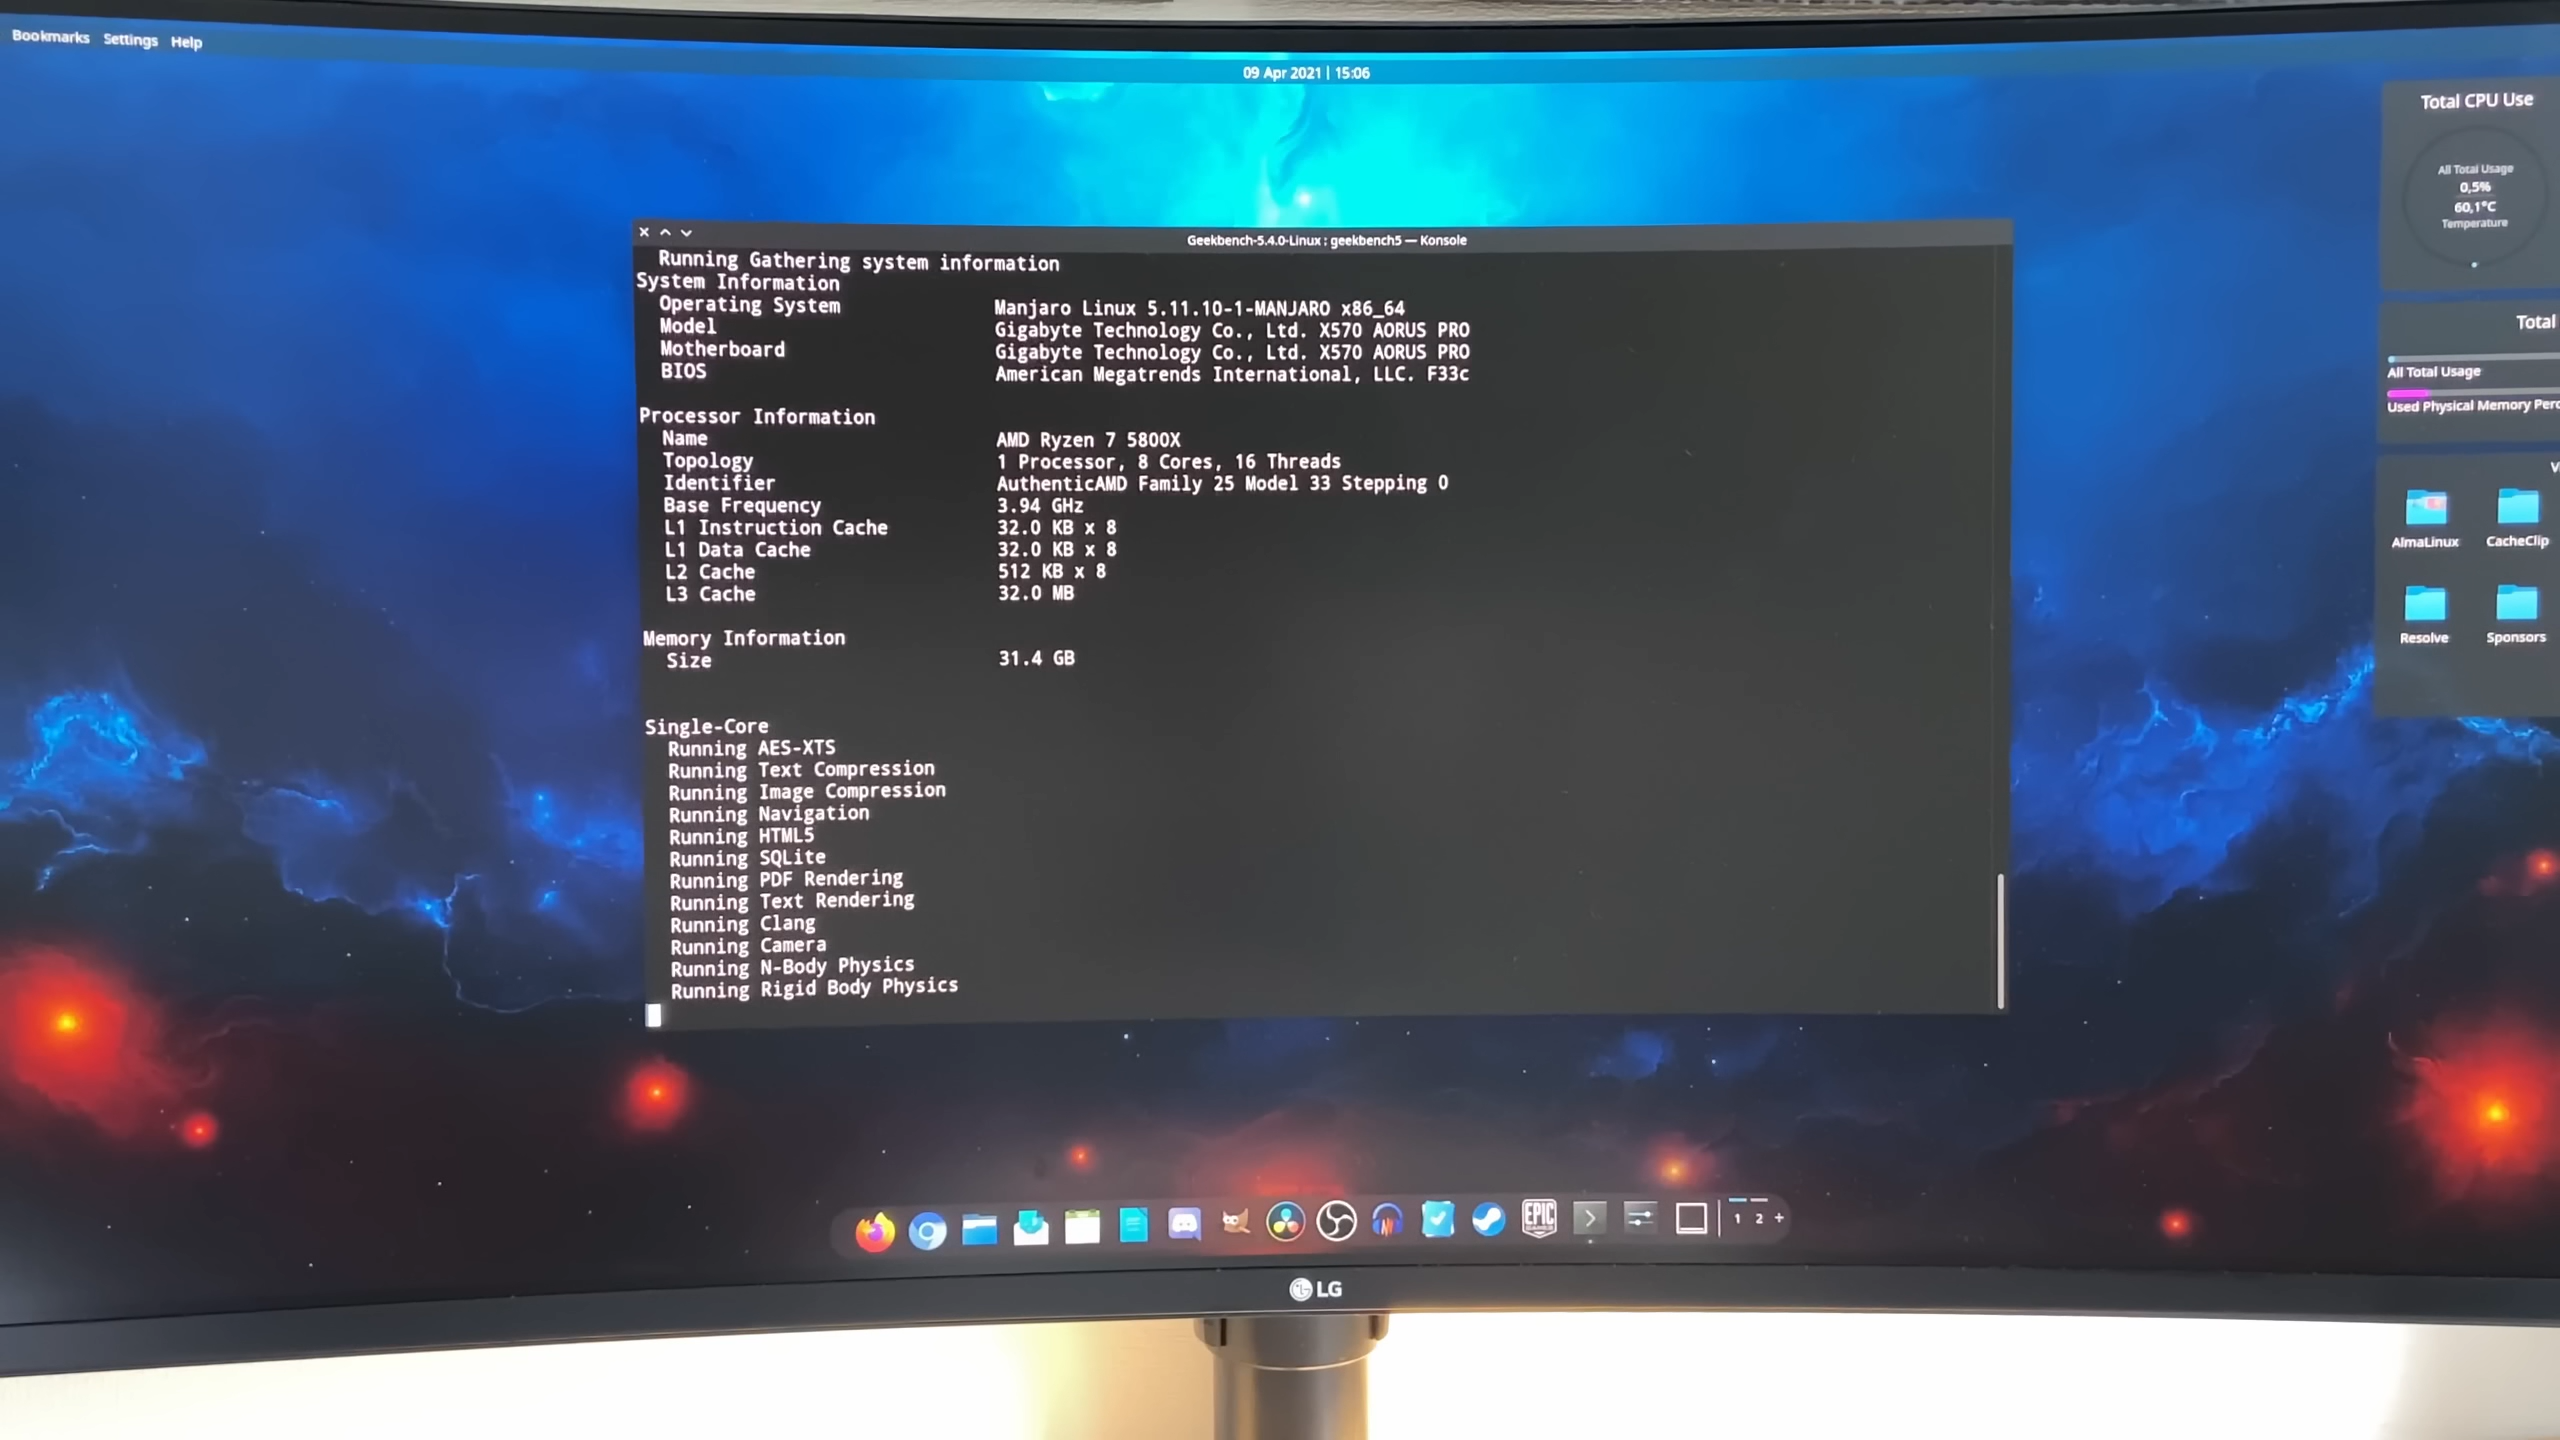 Bookmarks Settings Help
09 Apr 2021 | 15:06
Geekbench-5.4.0-Linux : geekbench5 — Konsole
Running Gathering system information
System Information
Operating System Manjaro Linux 5.11.10-1-MANJARO x86_64
Model Gigabyte Technology Co., Ltd. X570 AORUS PRO
Motherboard Gigabyte Technology Co., Ltd. X570 AORUS PRO
BIOS American Megatrends International, LLC. F33c
Processor Information
Name AMD Ryzen 7 5800X
Topology 1 Processor, 8 Cores, 16 Threads
Identifier AuthenticAMD Family 25 Model 33 Stepping 0
Base Frequency 3.94 GHz
L1 Instruction Cache 32.0 KB x 8
L1 Data Cache 32.0 KB x 8
L2 Cache 512 KB x 8
L3 Cache 32.0 MB
Memory Information
Size 31.4 GB
Single-Core
Running AES-XTS
Running Text Compression
Running Image Compression
Running Navigation
Running HTML5
Running SQLite
Running PDF Rendering
Running Text Rendering
Running Clang
Running Camera
Running N-Body Physics
Running Rigid Body Physics
Total CPU Use
All Total Usage
0,5%
60,1°C
Temperature
Total
All Total Usage
Used Physical Memory Perc
AlmaLinux CacheClip
Resolve Sponsors
EPIC
GAMES
1 2 +
LG